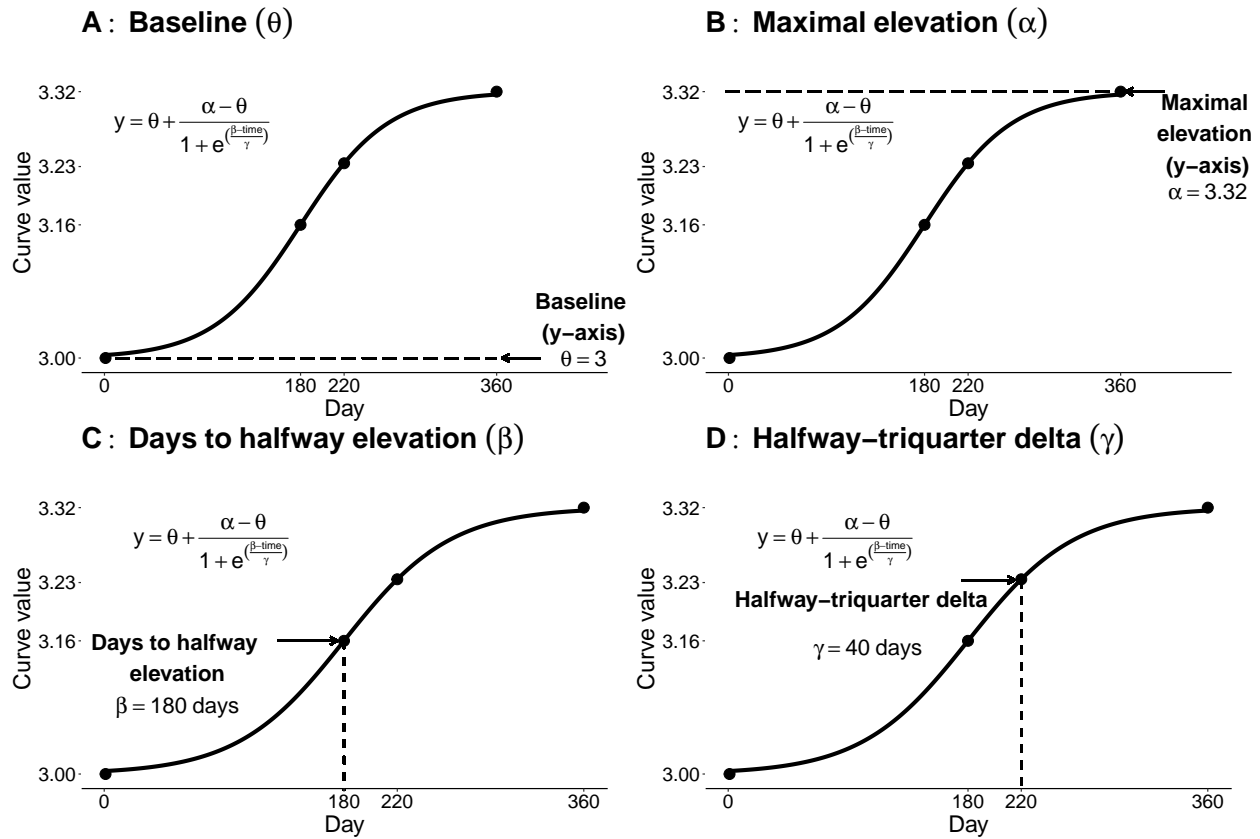 A : Baseline (θ)
3.32
3.23
3.16
3.00
Curve value
y = θ + α − θ / 1 + e^((β−time)/γ)
Baseline
(y−axis)
θ = 3
0 180 220 360
Day
B : Maximal elevation (α)
3.32
3.23
3.16
3.00
Curve value
y = θ + α − θ / 1 + e^((β−time)/γ)
Maximal
elevation
(y−axis)
α = 3.32
0 180 220 360
Day
C : Days to halfway elevation (β)
3.32
3.23
3.16
3.00
Curve value
y = θ + α − θ / 1 + e^((β−time)/γ)
Days to halfway
elevation
β = 180 days
0 180 220 360
Day
D : Halfway−triquarter delta (γ)
3.32
3.23
3.16
3.00
Curve value
y = θ + α − θ / 1 + e^((β−time)/γ)
Halfway−triquarter delta
γ = 40 days
0 180 220 360
Day